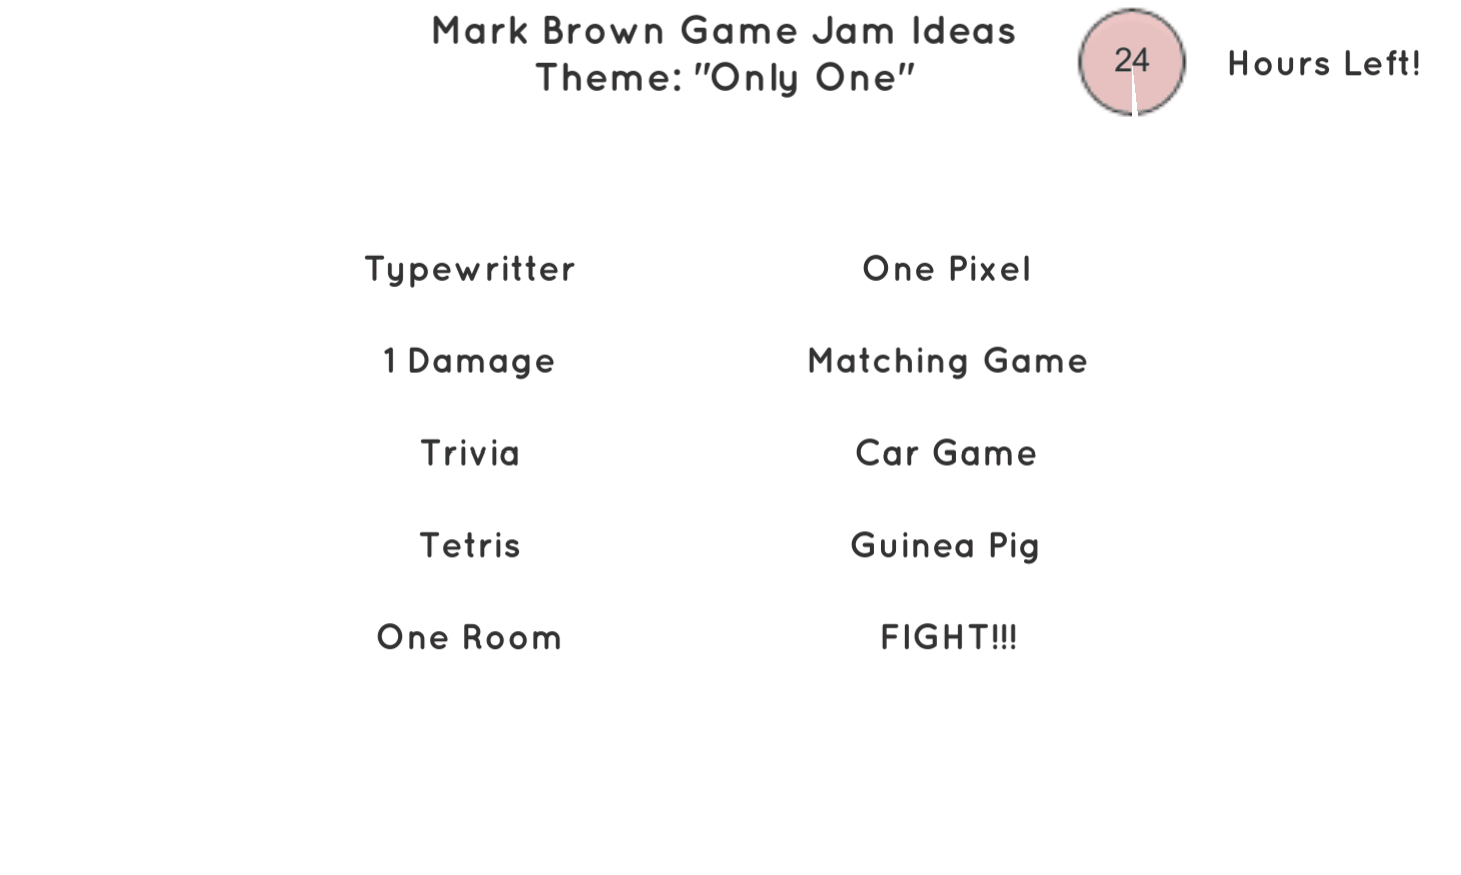 Mark Brown Game Jam Ideas
Theme: "Only One"
24
Hours Left!
Typewritter
One Pixel
1 Damage
Matching Game
Trivia
Car Game
Tetris
Guinea Pig
One Room
FIGHT!!!